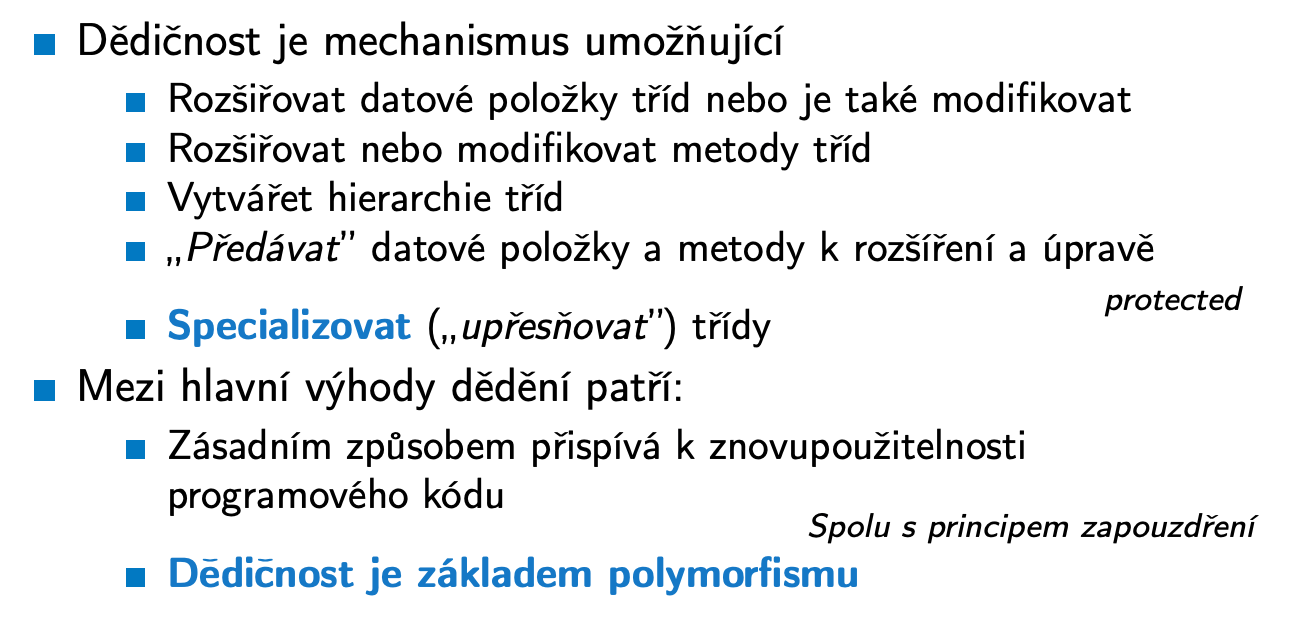 Dědičnost je mechanismus umožňující
Rozšiřovat datové položky tříd nebo je také modifikovat
Rozšiřovat nebo modifikovat metody tříd
Vytvářet hierarchie tříd
„Předávat” datové položky a metody k rozšíření a úpravě
protected
Specializovat („upřesňovat”) třídy
Mezi hlavní výhody dědění patří:
Zásadním způsobem přispívá k znovupoužitelnosti
programového kódu
Spolu s principem zapouzdření
Dědičnost je základem polymorfismu